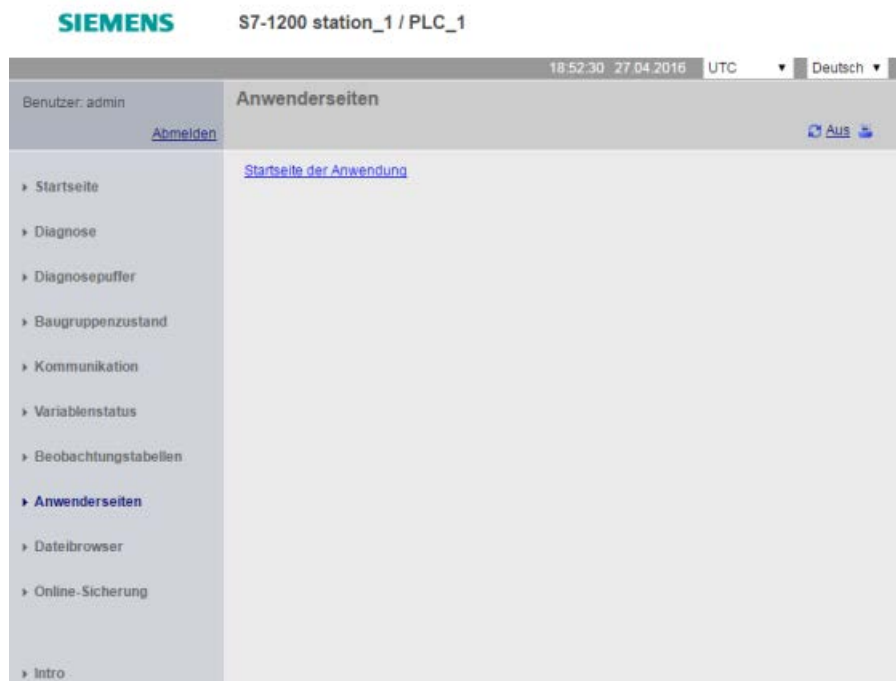 SIEMENS
S7-1200 station_1 / PLC_1
18:52:30 27.04.2016 UTC Deutsch
Benutzer: admin
Abmelden
Anwenderseiten
Aus
Startseite der Anwendung
Startseite
Diagnose
Diagnosepuffer
Baugruppenzustand
Kommunikation
Variablenstatus
Beobachtungstabellen
Anwenderseiten
Dateibrowser
Online-Sicherung
Intro